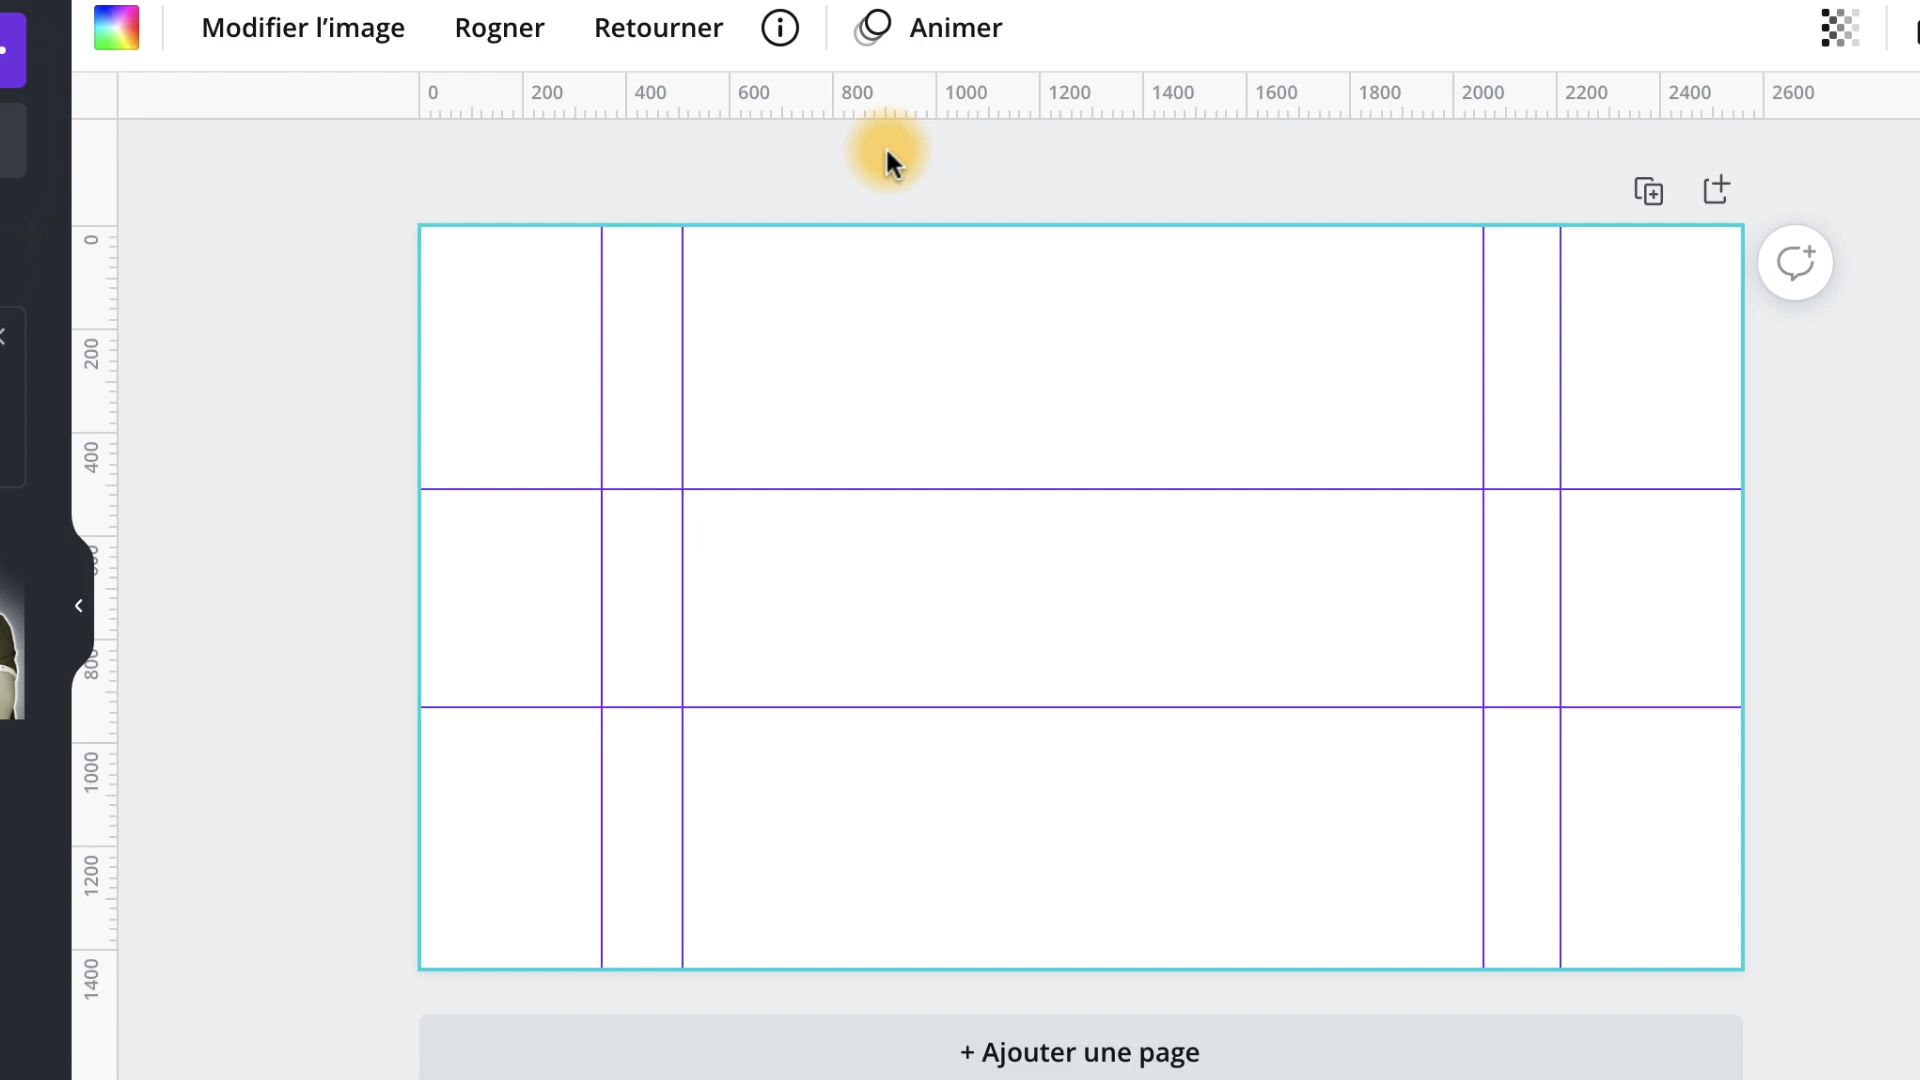 Modifier l'image Rogner Retourner Animer
0 200 400 600 800 1000 1200 1400 1600 1800 2000 2200 2400 2600
0
200
400
800
1000
1200
1400
+ Ajouter une page